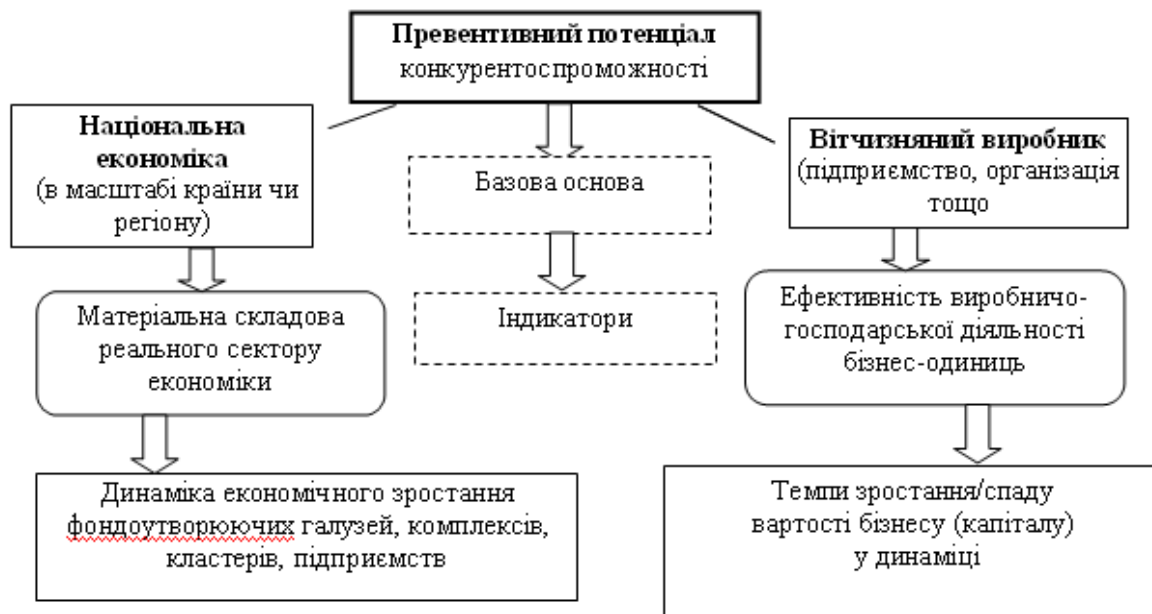 Превентивний потенціал
конкурентоспроможності
Національна
економіка
(в масштабі країни чи
регіону)
Базова основа
Вітчизняний виробник
(підприємство, організація
тощо
Матеріальна складова
реального сектору
економіки
Індикатори
Ефективність виробничо-
господарської діяльності
бізнес-одиниць
Динаміка економічного зростання
фондоутворюючих галузей, комплексів,
кластерів, підприємств
Темпи зростання/спаду
вартості бізнесу (капіталу)
у динаміці